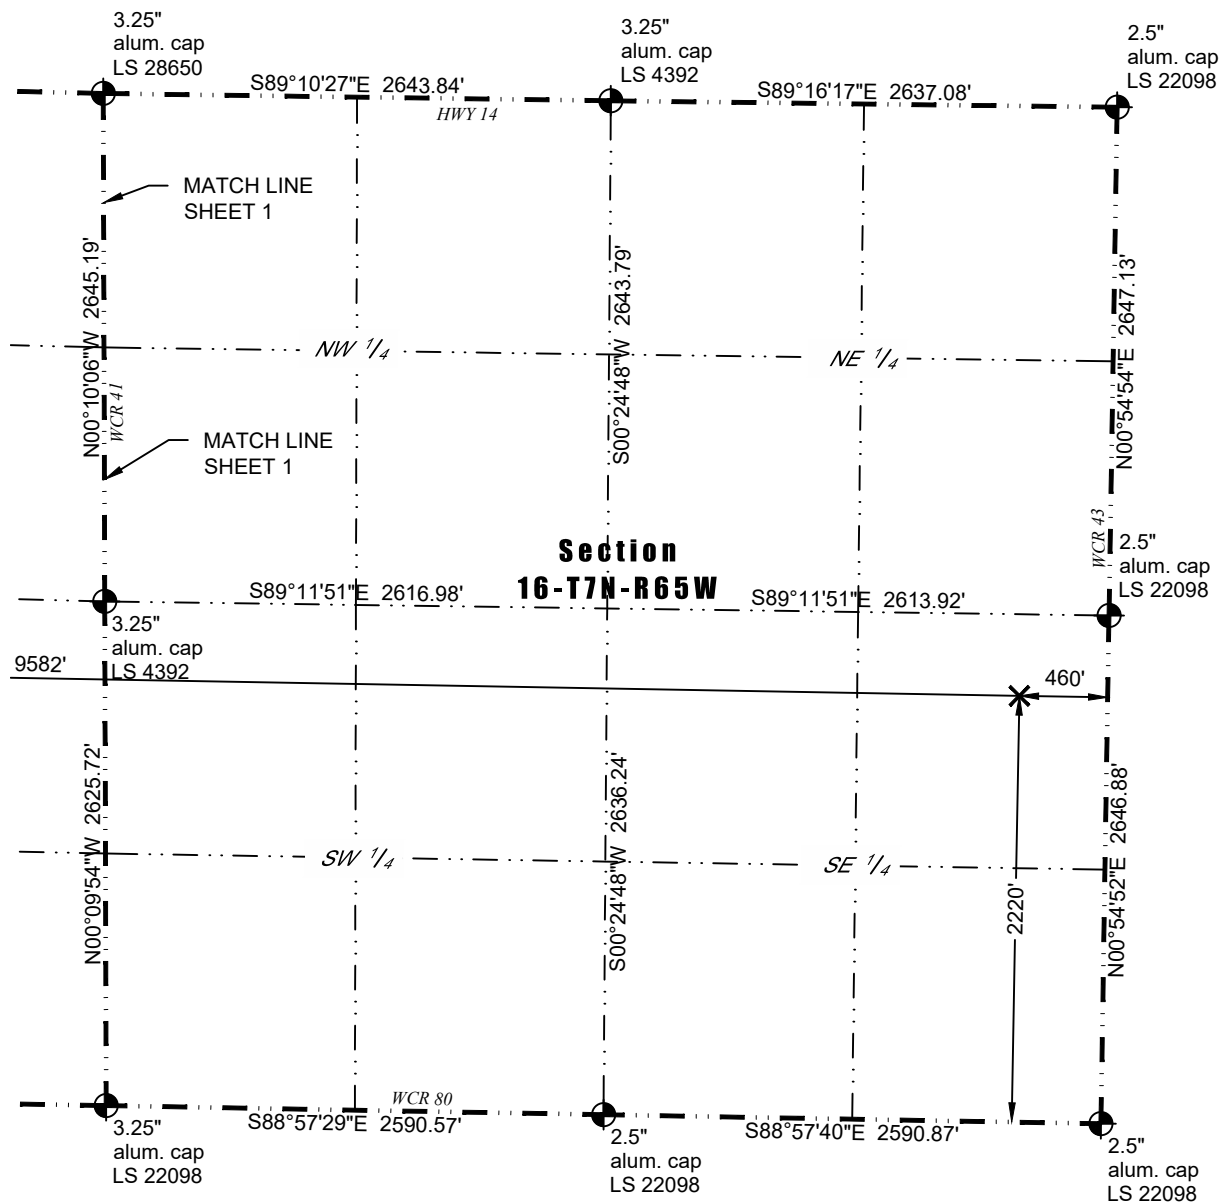 3.25"
alum. cap
LS 28650
3.25"
alum. cap
LS 4392
2.5"
alum. cap
LS 22098
S89°10'27"E 2643.84'
S89°16'17"E 2637.08'
HWY 14
MATCH LINE
SHEET 1
N00°10'06"W 2645.19'
WCR 41
S00°24'48"W 2643.79'
N00°54'54"E 2647.13'
NW 1/4
NE 1/4
MATCH LINE
SHEET 1
WCR 43
Section
16-T7N-R65W
2.5"
alum. cap
LS 22098
S89°11'51"E 2616.98'
S89°11'51"E 2613.92'
3.25"
alum. cap
LS 4392
9582'
460'
N00°09'54"W 2625.72'
S00°24'48"W 2636.24'
N00°54'52"E 2646.88'
SW 1/4
SE 1/4
2220'
WCR 80
S88°57'29"E 2590.57'
S88°57'40"E 2590.87'
3.25"
alum. cap
LS 22098
2.5"
alum. cap
LS 22098
2.5"
alum. cap
LS 22098